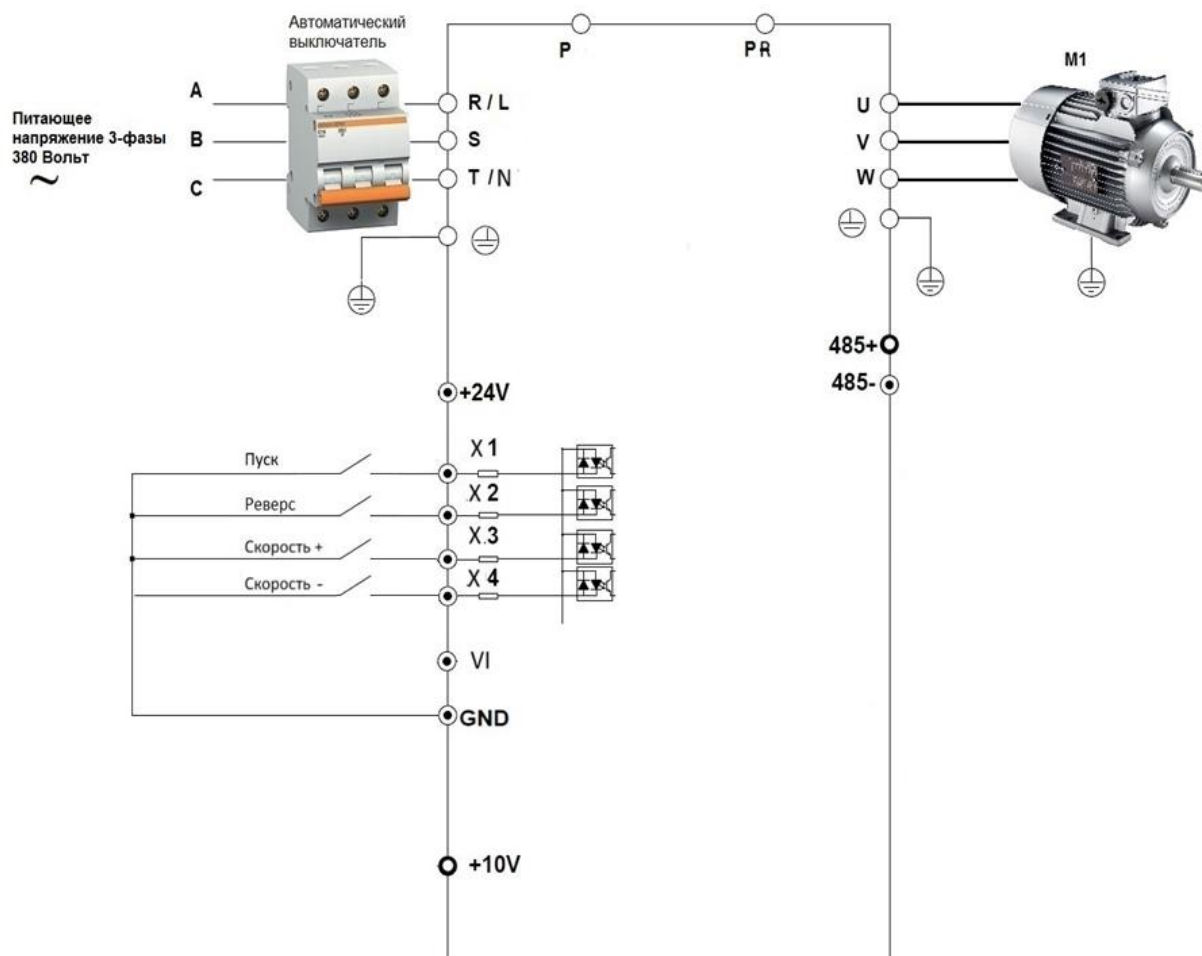 Автоматический
выключатель
P
PR
M1
A
R / L
U
Питающее
напряжение 3-фазы
380 Вольт
~
B
S
V
C
T / N
W
485+
485-
+24V
Пуск
X 1
Реверс
X 2
Скорость +
X.3
Скорость -
X 4
VI
GND
+10V